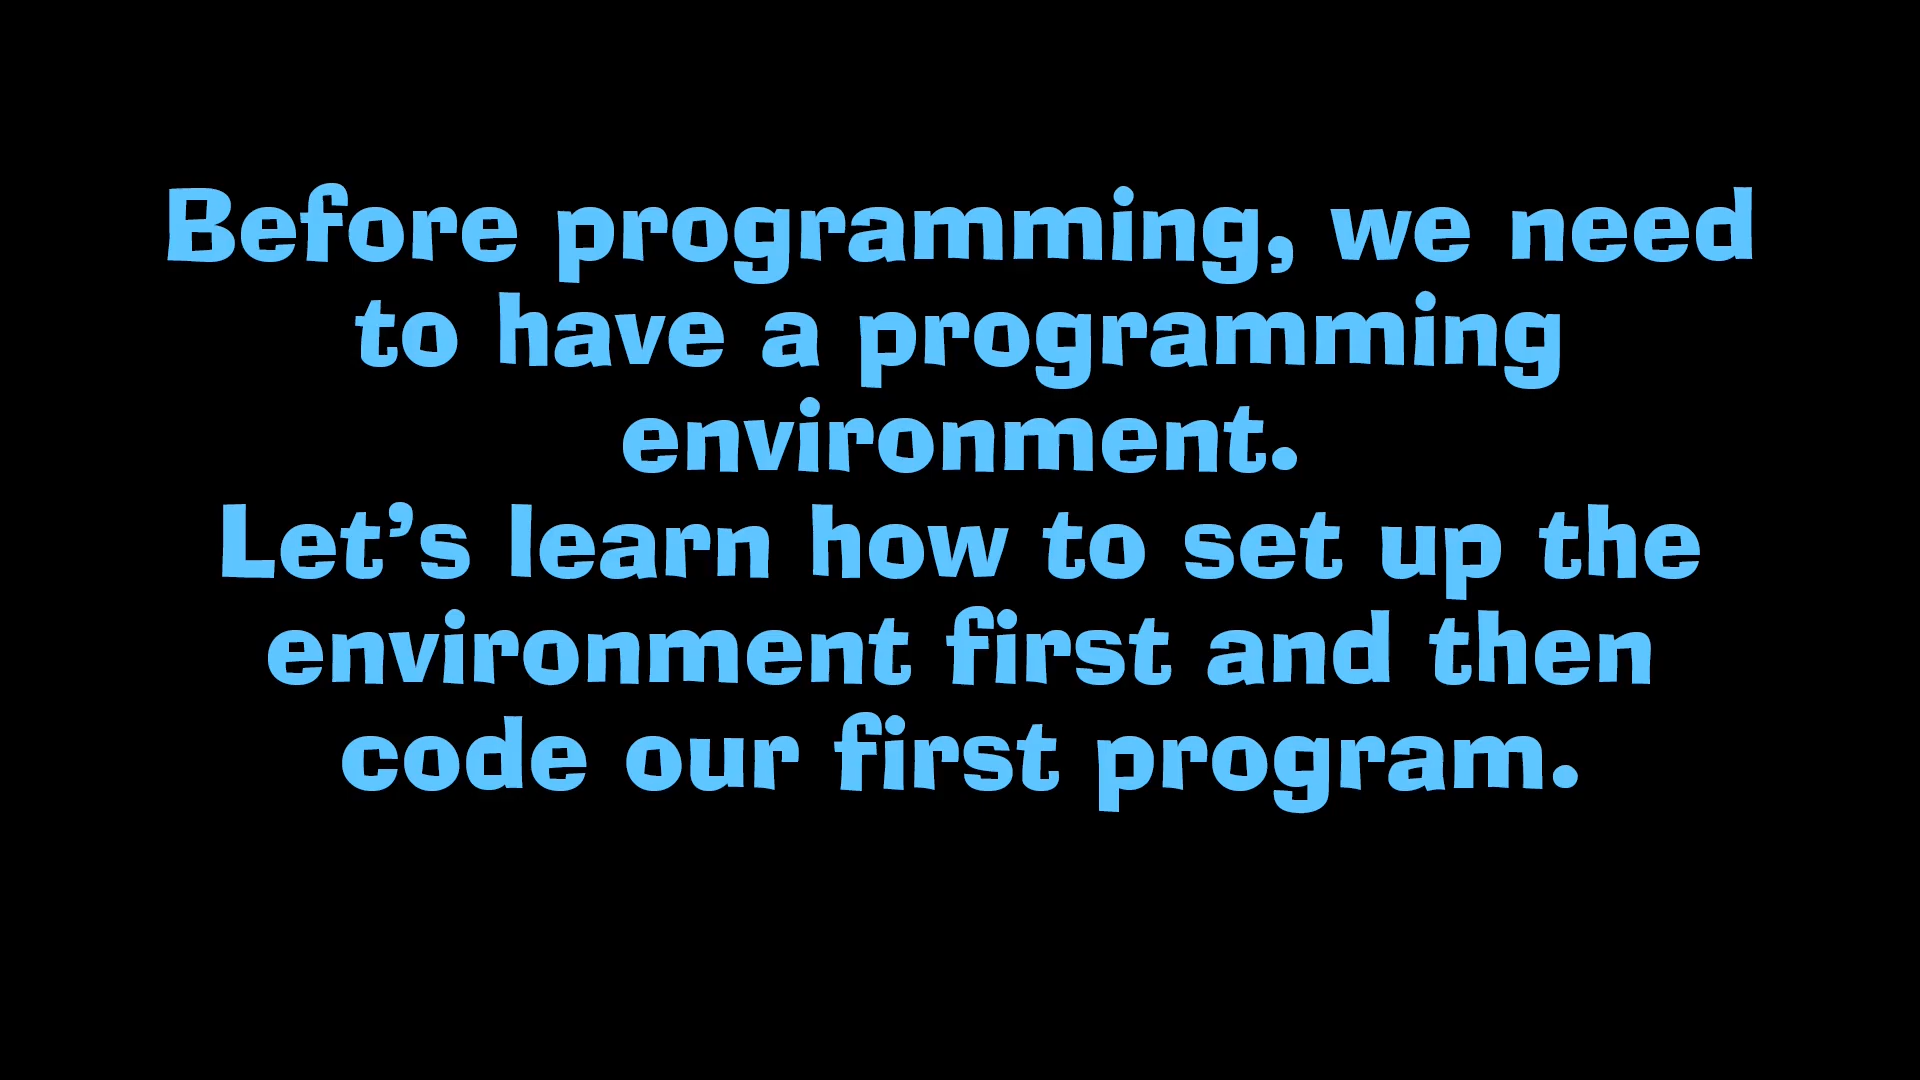 Before programming, we need
to have a programming
environment.
Let’s learn how to set up the
environment first and then
code our first program.